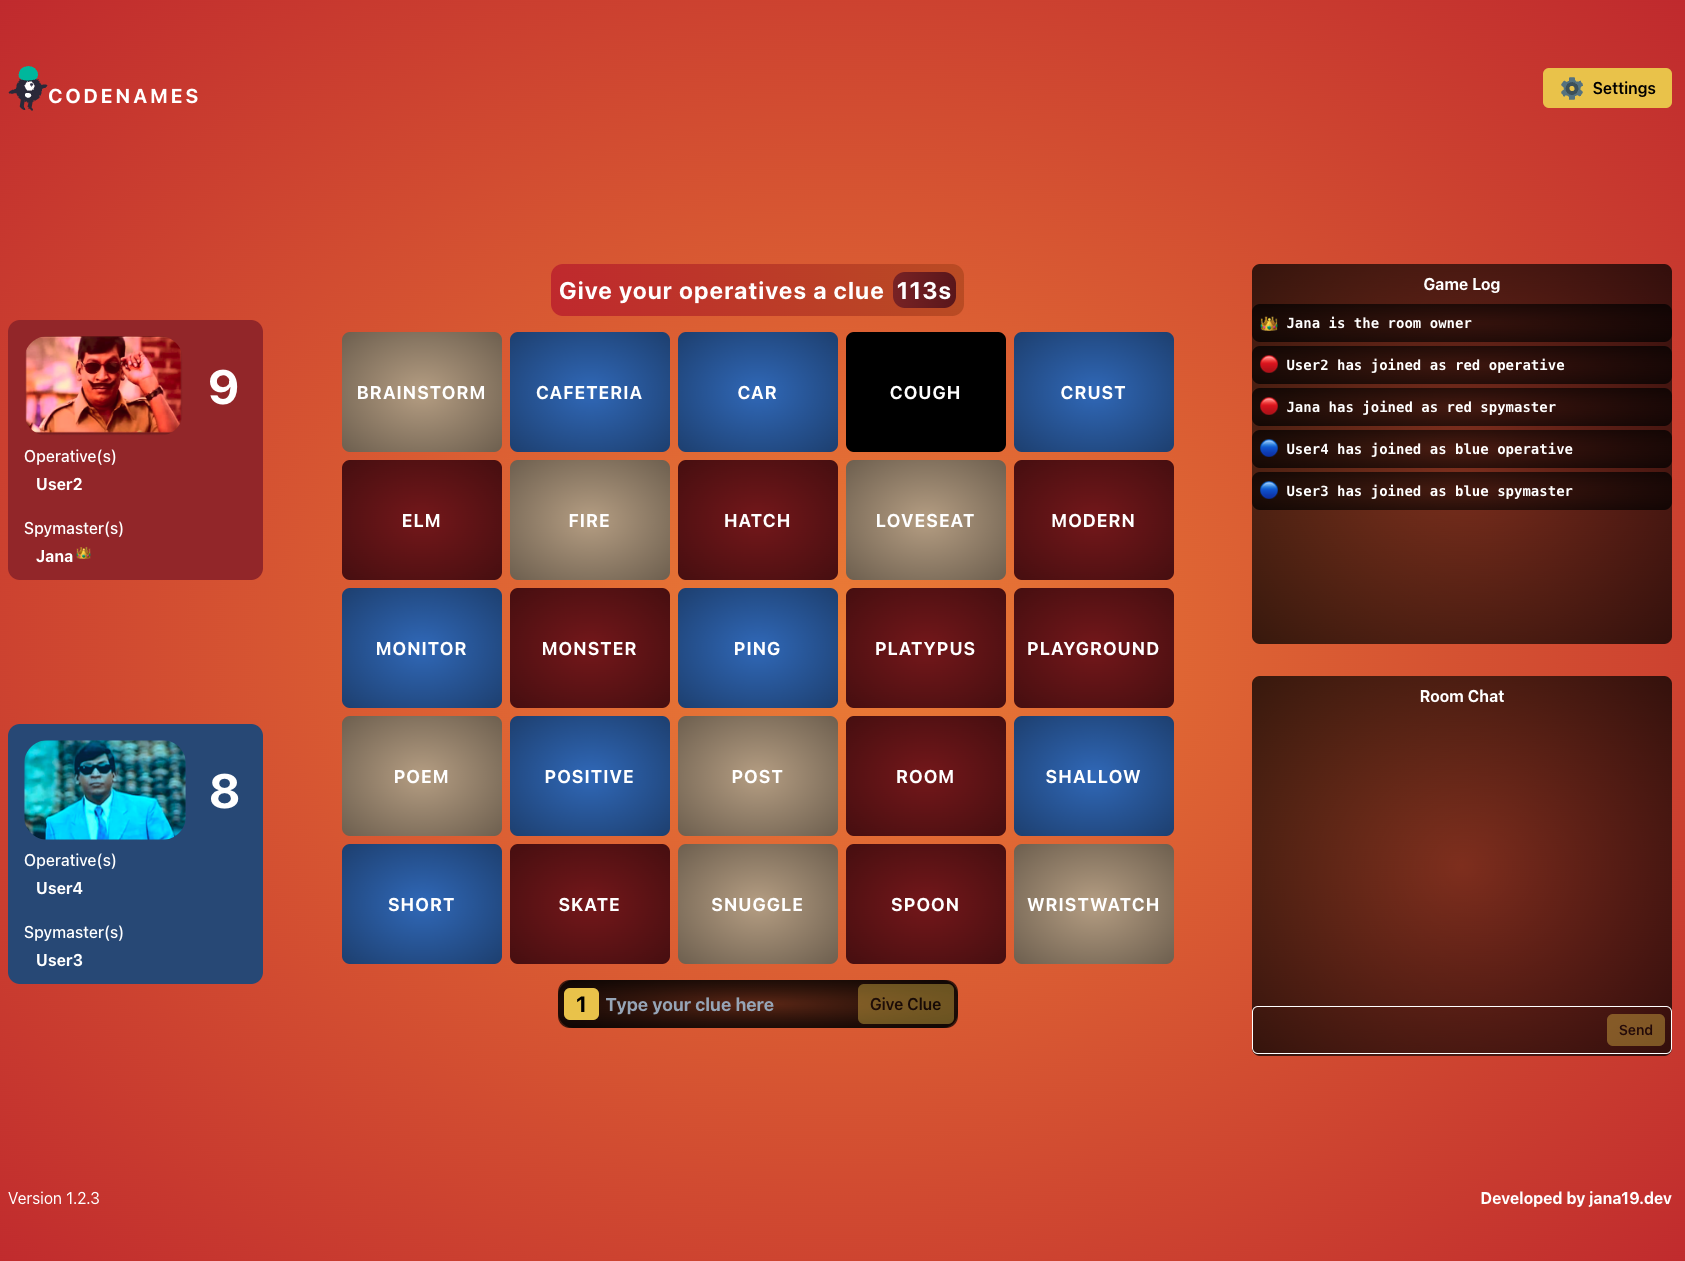 CODENAMES
Settings
Give your operatives a clue 113s
9
Operative(s)
User2
Spymaster(s)
Jana
8
Operative(s)
User4
Spymaster(s)
User3
BRAINSTORM CAFETERIA CAR COUGH CRUST
ELM FIRE HATCH LOVESEAT MODERN
MONITOR MONSTER PING PLATYPUS PLAYGROUND
POEM POSITIVE POST ROOM SHALLOW
SHORT SKATE SNUGGLE SPOON WRISTWATCH
1 Type your clue here Give Clue
Game Log
Jana is the room owner
User2 has joined as red operative
Jana has joined as red spymaster
User4 has joined as blue operative
User3 has joined as blue spymaster
Room Chat
Send
Version 1.2.3
Developed by jana19.dev